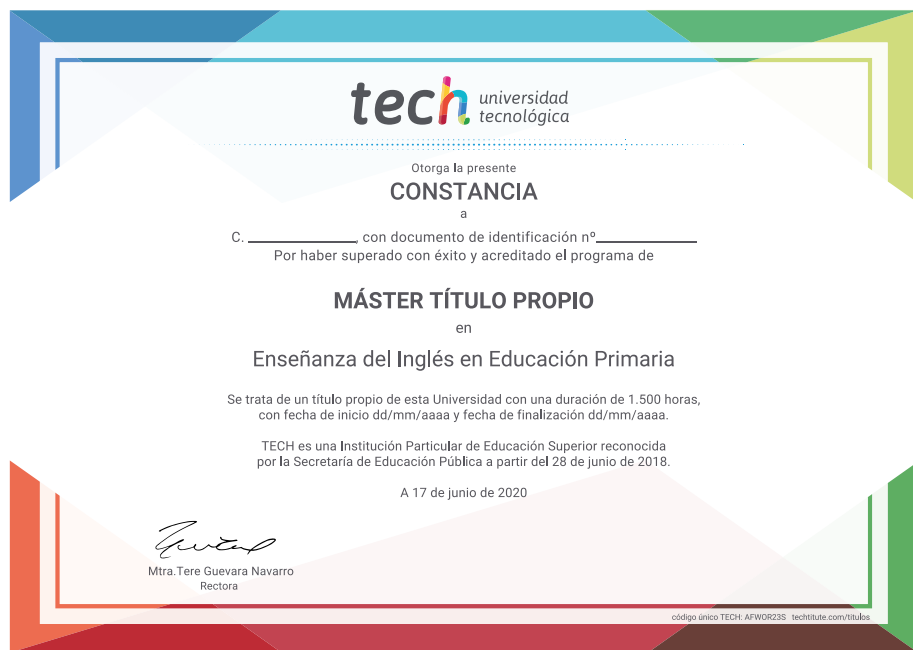 tech universidad
tecnológica
Otorga la presente
CONSTANCIA
a
C. ____________, con documento de identificación nº____________
Por haber superado con éxito y acreditado el programa de
MÁSTER TÍTULO PROPIO
en
Enseñanza del Inglés en Educación Primaria
Se trata de un título propio de esta Universidad con una duración de 1.500 horas,
con fecha de inicio dd/mm/aaaa y fecha de finalización dd/mm/aaaa.
TECH es una Institución Particular de Educación Superior reconocida
por la Secretaría de Educación Pública a partir del 28 de junio de 2018.
A 17 de junio de 2020
Mtra.Tere Guevara Navarro
Rectora
código único TECH: AFWOR23S techtitute.com/titulos